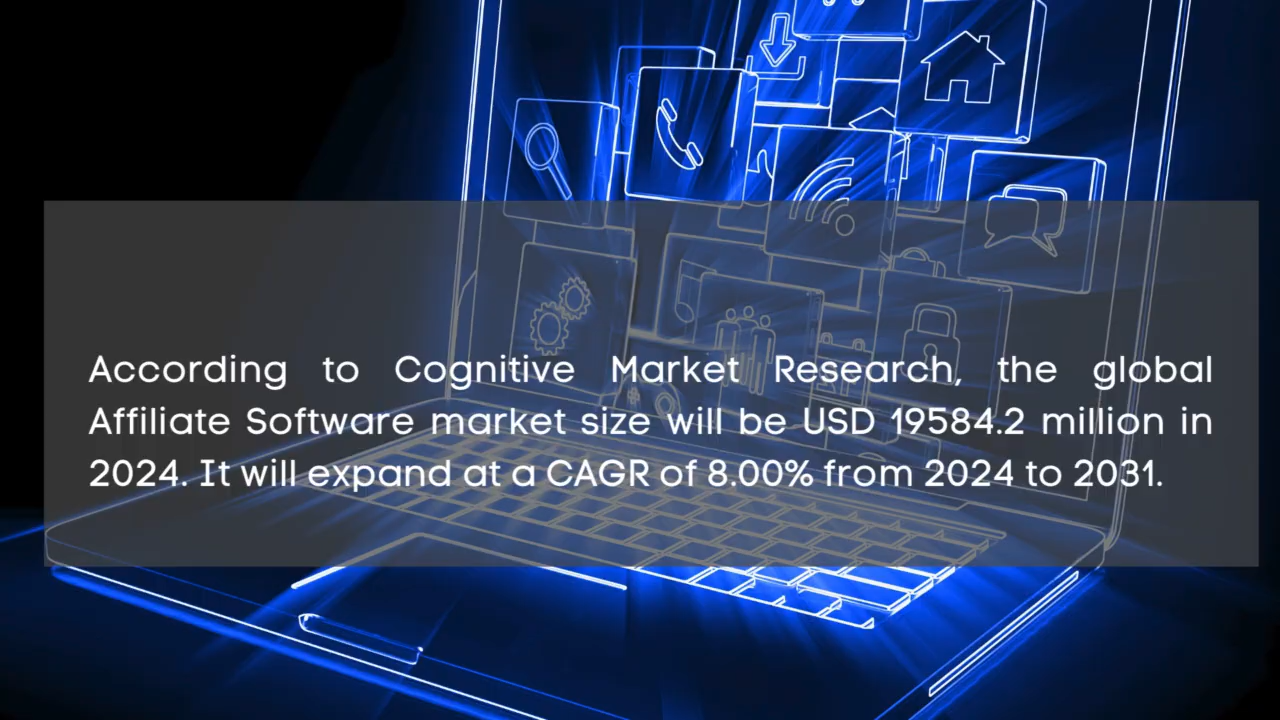 According to Cognitive Market Research, the global
Affiliate Software market size will be USD 19584.2 million in
2024. It will expand at a CAGR of 8.00% from 2024 to 2031.